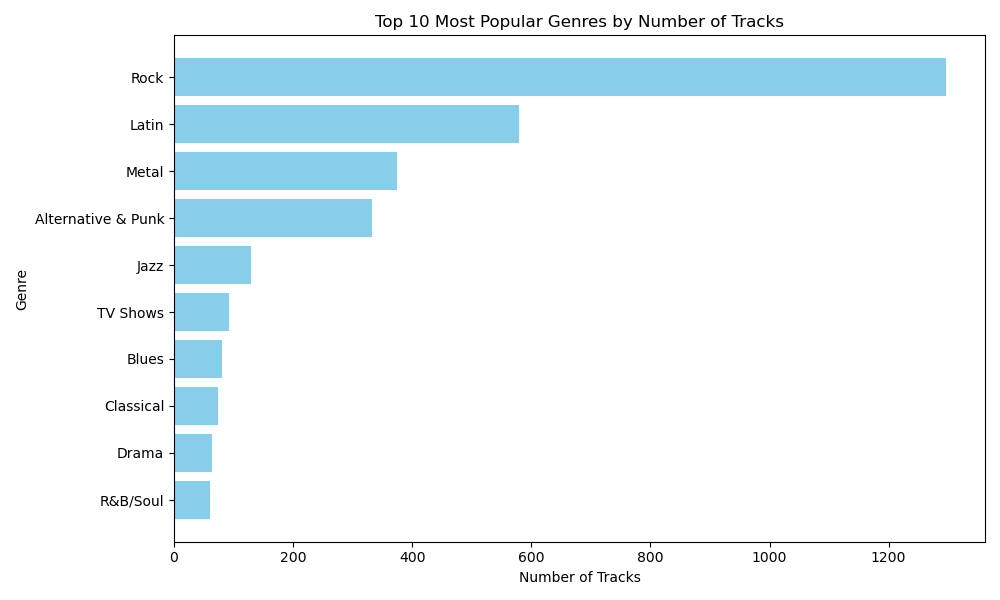 Top 10 Most Popular Genres by Number of Tracks
Genre
Rock
Latin
Metal
Alternative & Punk
Jazz
TV Shows
Blues
Classical
Drama
R&B/Soul
0 200 400 600 800 1000 1200
Number of Tracks